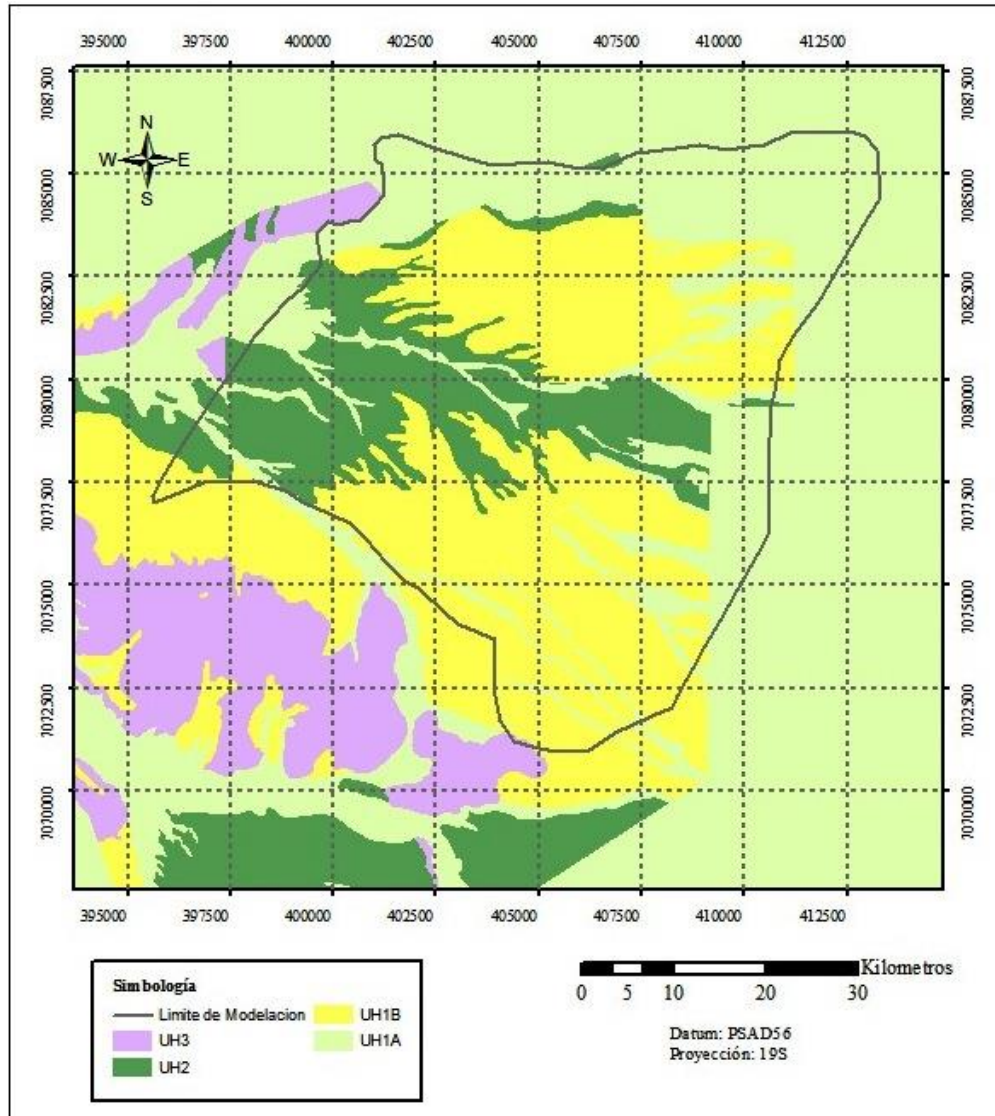 395000 397500 400000 402500 405000 407500 410000 412500
7087500 7087500
N
W E
S
7085000 7085000
7082500 7082500
7080000 7080000
7077500 7077500
7075000 7075000
7072500 7072500
7070000 7070000
395000 397500 400000 402500 405000 407500 410000 412500
Simbología
Limite de Modelacion
UH3
UH2
UH1B
UH1A
Kilometros
0 5 10 20 30
Datum: PSAD56
Proyección: 19S